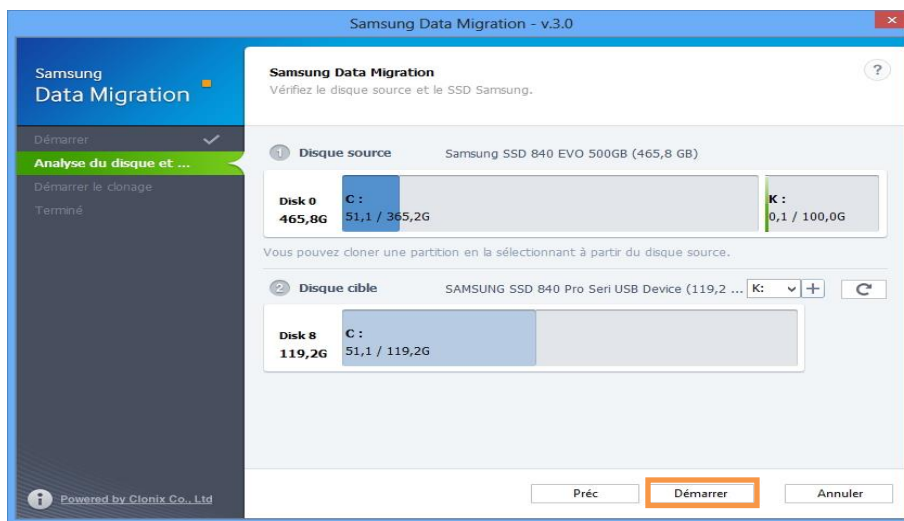 Samsung Data Migration - v.3.0
Samsung
Data Migration
Démarrer
Analyse du disque et ...
Démarrer le clonage
Terminé
Powered by Clonix Co., Ltd
Samsung Data Migration
Vérifiez le disque source et le SSD Samsung.
?
1 Disque source Samsung SSD 840 EVO 500GB (465,8 GB)
Disk 0
465,8G
C :
51,1 / 365,2G
K :
0,1 / 100,0G
Vous pouvez cloner une partition en la sélectionnant à partir du disque source.
2 Disque cible SAMSUNG SSD 840 Pro Seri USB Device (119,2 ... K:
Disk 8
119,2G
C :
51,1 / 119,2G
Préc Démarrer Annuler